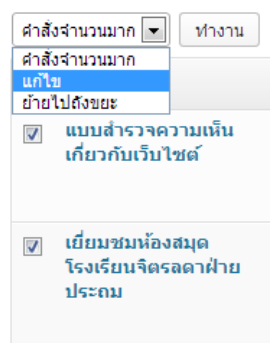 คำสั่งจำนวนมาก ทำงาน
คำสั่งจำนวนมาก
แก้ไข
ย้ายไปถังขยะ
แบบสำรวจความเห็น
เกี่ยวกับเว็บไซต์
เยี่ยมชมห้องสมุด
โรงเรียนจิตรลดาฝ่าย
ประถม